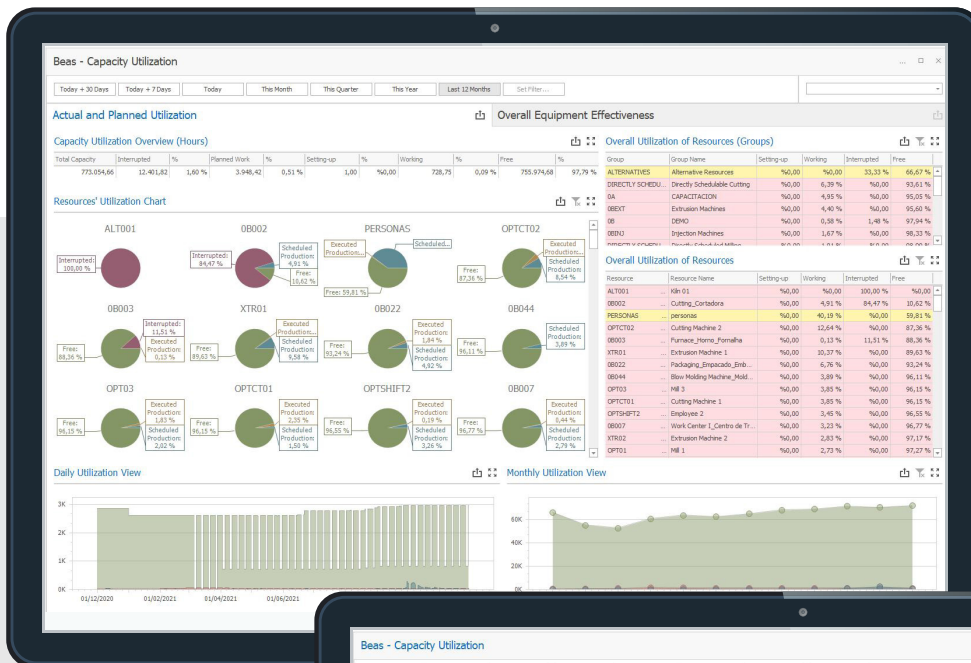 Beas - Capacity Utilization
Today + 30 Days Today + 7 Days Today This Month This Quarter This Year Last 12 Months Set Filter...
Actual and Planned Utilization
Overall Equipment Effectiveness
Capacity Utilization Overview (Hours)
Total Capacity Interrupted % Planned Work % Setting-up % Working % Free %
773.054,66 12.401,82 1,60 % 3.948,42 0,51 % 1,00 %0,00 728,75 0,09 % 755.974,68 97,79 %
Resources' Utilization Chart
ALT001
Interrupted:
100,00 %
0B002
Interrupted:
84,47 %
Scheduled
Production:
4,91 %
Free:
10,62 %
PERSONAS
Executed
Production:...
Scheduled...
Free: 59,81 %
OPTCT02
Free:
87,36 %
Executed
Production...
Scheduled
Production:
8,54 %
0B003
Free:
88,36 %
Interrupted:
11,51 %
Executed
Production:
0,13 %
XTR01
Free:
89,63 %
Executed
Production...
Scheduled
Production:
9,58 %
0B022
Free:
93,24 %
Executed
Production:
1,84 %
Scheduled
Production:
4,92 %
0B044
Free:
96,11 %
Scheduled
Production:
3,89 %
OPT03
Free:
96,15 %
Executed
Production:
1,83 %
Scheduled
Production:
2,02 %
OPTCT01
Free:
96,15 %
Executed
Production:
2,35 %
Scheduled
Production:
1,50 %
OPTSHIFT2
Free:
96,55 %
Executed
Production:
0,19 %
Scheduled
Production:
3,26 %
0B007
Free:
96,77 %
Executed
Production:
0,44 %
Scheduled
Production:
2,79 %
Overall Utilization of Resources (Groups)
Group Group Name Setting-up Working Interrupted Free
ALTERNATIVES Alternative Resources %0,00 %0,00 33,33 % 66,67 %
DIRECTLY SCHEDU... Directly Schedulable Cutting %0,00 6,39 % %0,00 93,61 %
0A CAPACITACION %0,00 4,95 % %0,00 95,05 %
0BEXT Extrusion Machines %0,00 4,40 % %0,00 95,60 %
0B DEMO %0,00 0,58 % 1,48 % 97,94 %
0BINJ Injection Machines %0,00 1,67 % %0,00 98,33 %
Overall Utilization of Resources
Resource Resource Name Setting-up Working Interrupted Free
ALT001 ... Kiln 01 %0,00 %0,00 100,00 % %0,00
0B002 ... Cutting_Cortadora %0,00 4,91 % 84,47 % 10,62 %
PERSONAS ... personas %0,00 40,19 % %0,00 59,81 %
OPTCT02 ... Cutting Machine 2 %0,00 12,64 % %0,00 87,36 %
0B003 ... Furnace_Horno_Fornalha %0,00 0,13 % 11,51 % 88,36 %
XTR01 ... Extrusion Machine 1 %0,00 10,37 % %0,00 89,63 %
0B022 ... Packaging_Empacado_Emb... %0,00 6,76 % %0,00 93,24 %
0B044 ... Blow Molding Machine_Mold... %0,00 3,89 % %0,00 96,11 %
OPT03 ... Mill 3 %0,00 3,85 % %0,00 96,15 %
OPTCT01 ... Cutting Machine 1 %0,00 3,85 % %0,00 96,15 %
OPTSHIFT2 ... Employee 2 %0,00 3,45 % %0,00 96,55 %
0B007 ... Work Center I_Centro de Tr... %0,00 3,23 % %0,00 96,77 %
XTR02 ... Extrusion Machine 2 %0,00 2,83 % %0,00 97,17 %
OPT01 ... Mill 1 %0,00 2,73 % %0,00 97,27 %
Daily Utilization View
3K
2K
1K
0K
01/12/2020 01/02/2021 01/04/2021 01/06/2021
Monthly Utilization View
60K
40K
20K
0K
Beas - Capacity Utilization